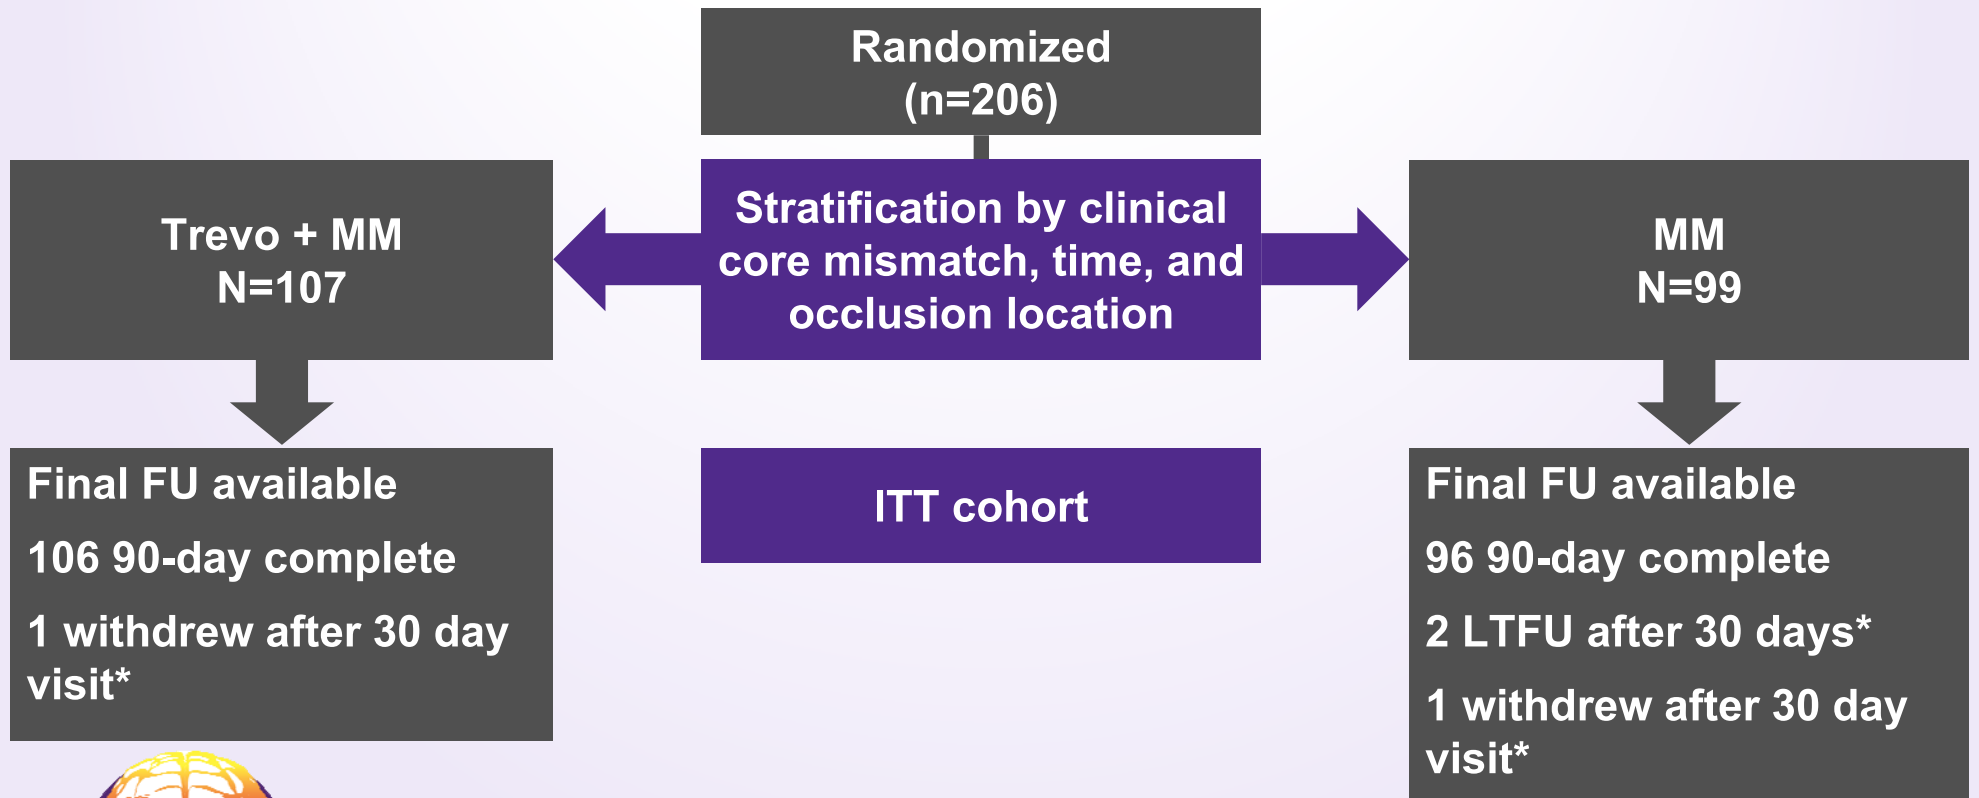 Randomized
(n=206)
Trevo + MM
N=107
Stratification by clinical
core mismatch, time, and
occlusion location
MM
N=99
Final FU available
106 90-day complete
1 withdrew after 30 day
visit*
ITT cohort
Final FU available
96 90-day complete
2 LTFU after 30 days*
1 withdrew after 30 day
visit*